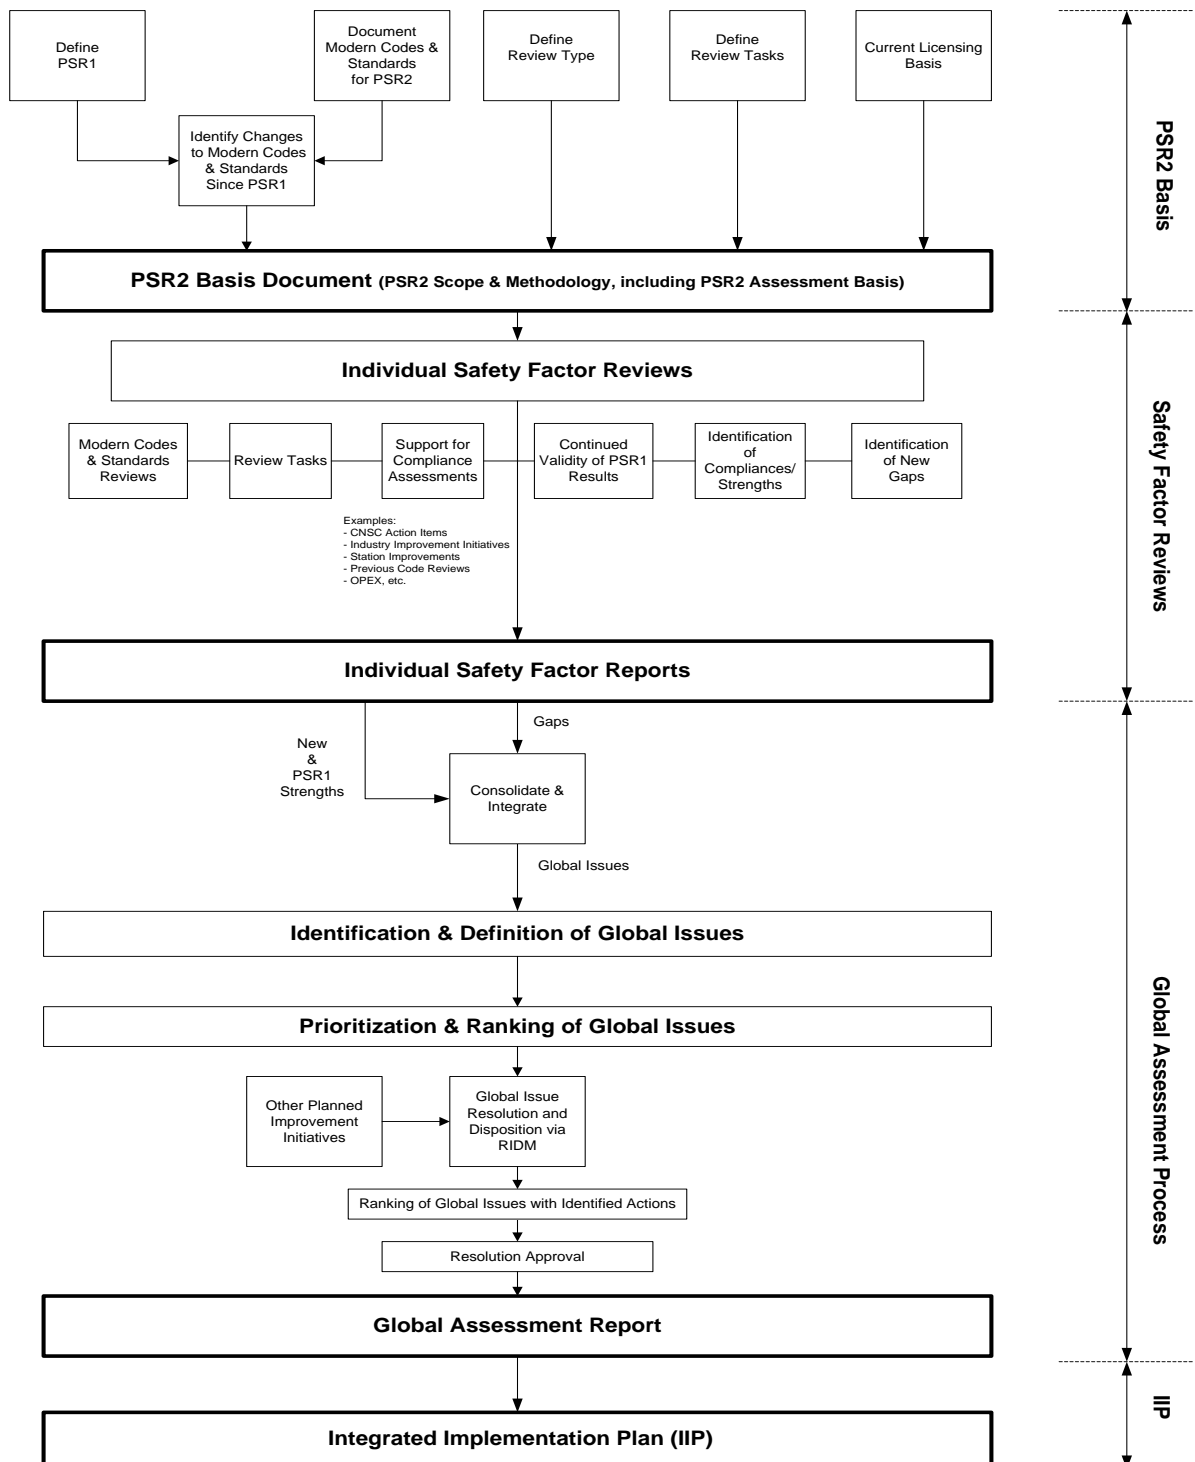 Define
PSR1
Document
Modern Codes &
Standards
for PSR2
Define
Review Type
Define
Review Tasks
Current Licensing
Basis
Identify Changes
to Modern Codes
& Standards
Since PSR1
PSR2 Basis
PSR2 Basis Document (PSR2 Scope & Methodology, including PSR2 Assessment Basis)
Individual Safety Factor Reviews
Modern Codes
& Standards
Reviews
Review Tasks
Support for
Compliance
Assessments
Continued
Validity of PSR1
Results
Identification
of
Compliances/
Strengths
Identification
of New
Gaps
Examples:
- CNSC Action Items
- Industry Improvement Initiatives
- Station Improvements
- Previous Code Reviews
- OPEX, etc.
Safety Factor Reviews
Individual Safety Factor Reports
Gaps
New
&
PSR1
Strengths
Consolidate &
Integrate
Global Issues
Identification & Definition of Global Issues
Prioritization & Ranking of Global Issues
Other Planned
Improvement
Initiatives
Global Issue
Resolution and
Disposition via
RIDM
Ranking of Global Issues with Identified Actions
Resolution Approval
Global Assessment Process
Global Assessment Report
IIP
Integrated Implementation Plan (IIP)